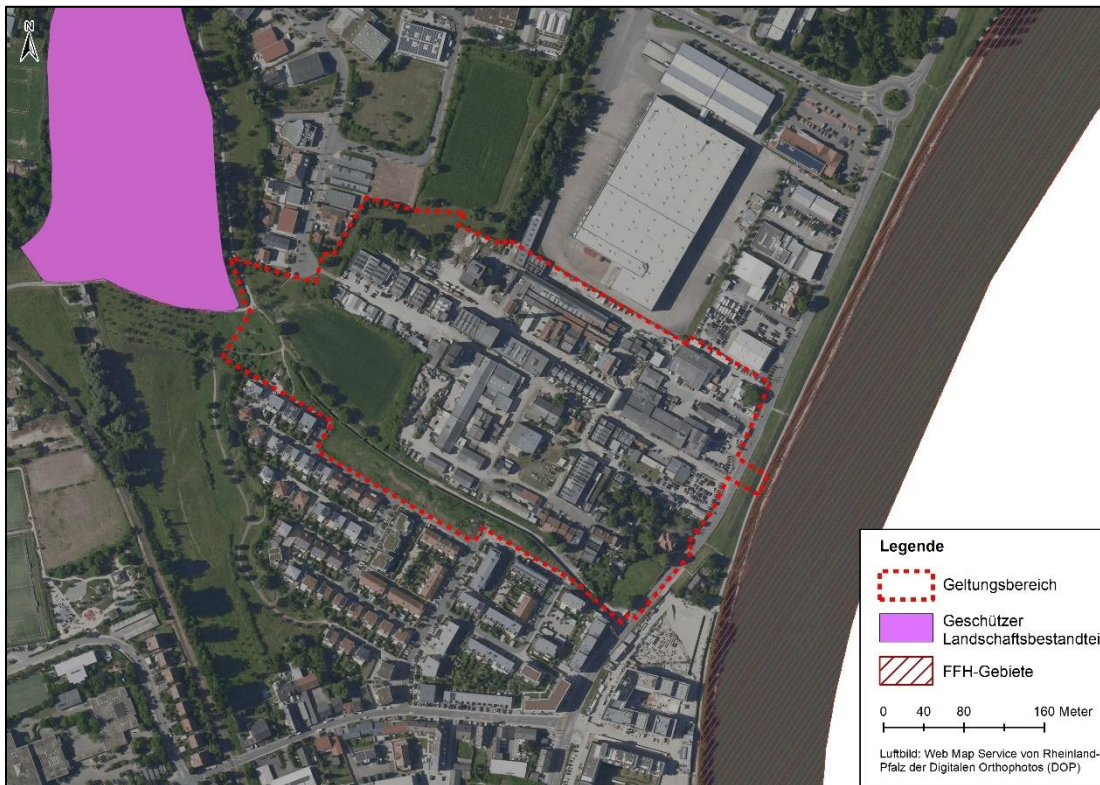 N
Legende
Geltungsbereich
Geschützer
Landschaftsbestandtei
FFH-Gebiete
0 40 80 160 Meter
Luftbild: Web Map Service von Rheinland-
Pfalz der Digitalen Orthophotos (DOP)